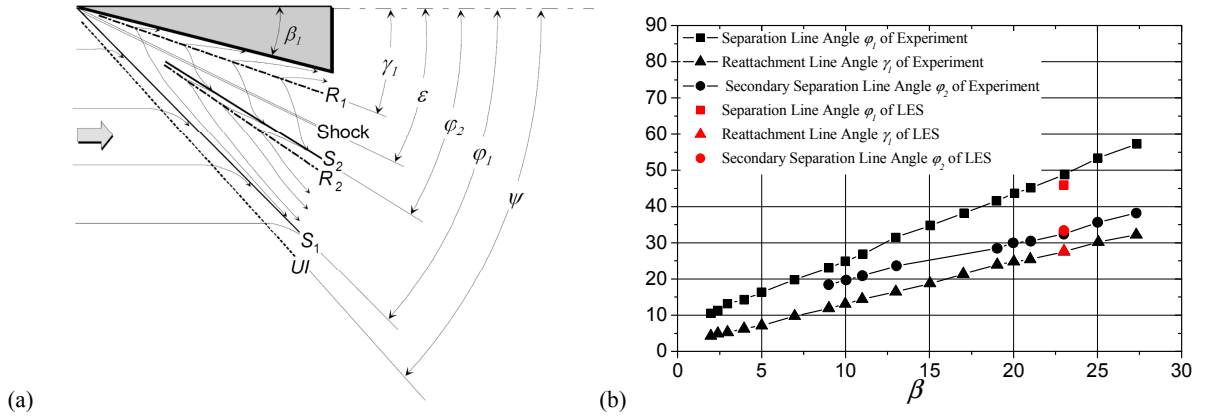 β₁
γ₁
ε
φ₂
φ₁
ψ
R₁
Shock
S₂
R₂
S₁
UI
(a)
90
80
70
60
50
40
30
20
10
0
Separation Line Angle φ₁ of Experiment
Reattachment Line Angle γ₁ of Experiment
Secondary Separation Line Angle φ₂ of Experiment
Separation Line Angle φ₁ of LES
Reattachment Line Angle γ₁ of LES
Secondary Separation Line Angle φ₂ of LES
0 5 10 15 20 25 30
β
(b)